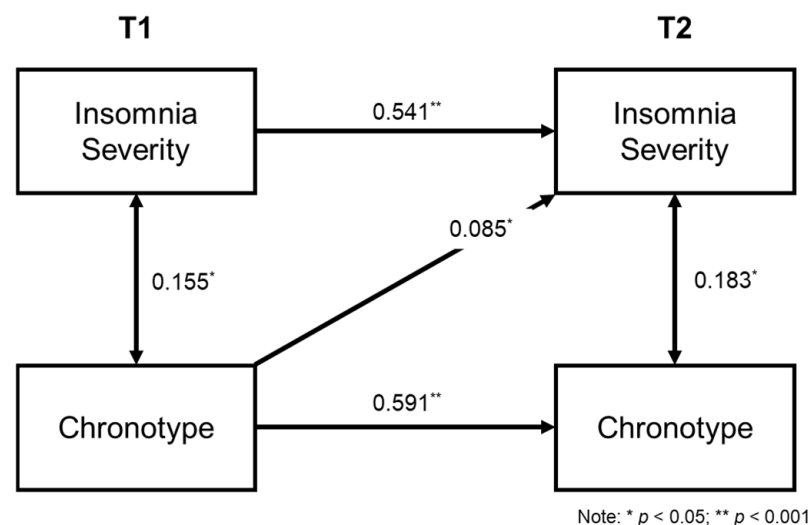 T1
T2
Insomnia
Severity
0.541**
Insomnia
Severity
0.085*
0.155*
0.183*
Chronotype
0.591**
Chronotype
Note: * p < 0.05; ** p < 0.001